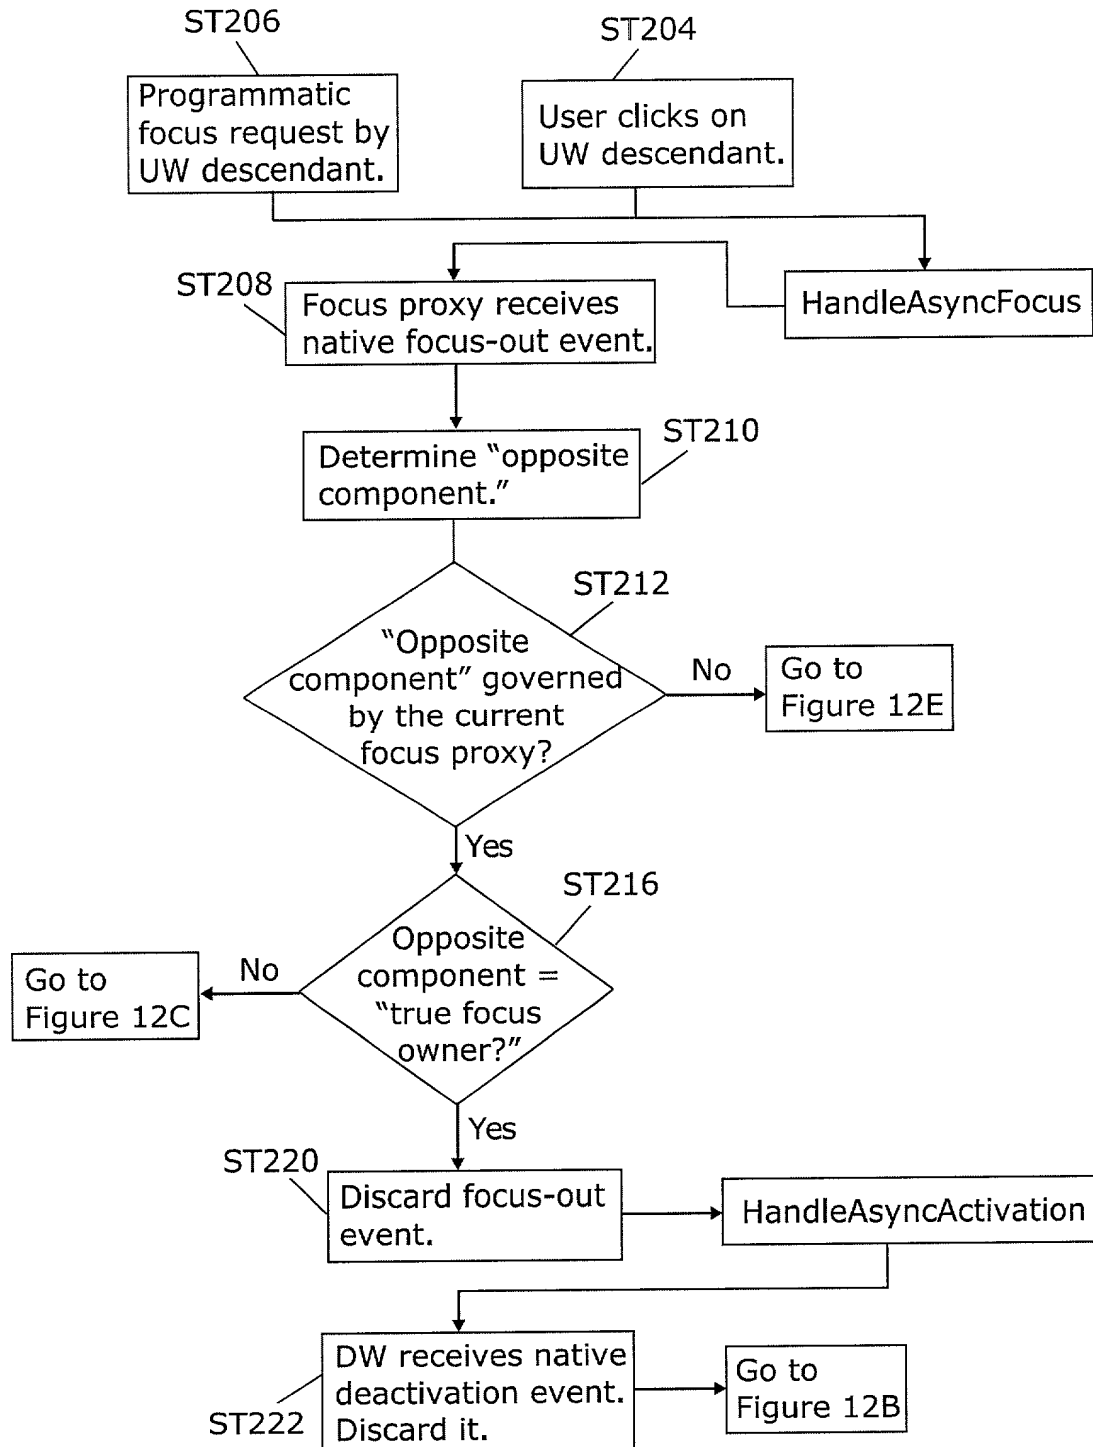 ST206
ST204
Programmatic
focus request by
UW descendant.
User clicks on
UW descendant.
ST208
Focus proxy receives
native focus-out event.
HandleAsyncFocus
ST210
Determine “opposite
component.”
ST212
“Opposite
component” governed
by the current
focus proxy?
No
Go to
Figure 12E
Yes
ST216
Opposite
component =
“true focus
owner?”
No
Go to
Figure 12C
Yes
ST220
Discard focus-out
event.
HandleAsyncActivation
DW receives native
deactivation event.
Discard it.
ST222
Go to
Figure 12B